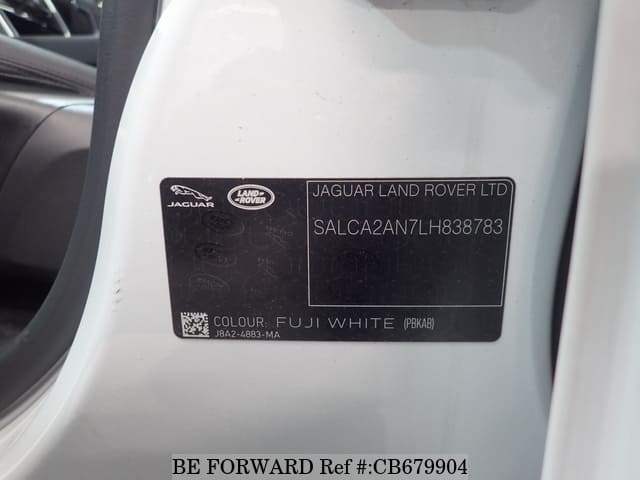 JAGUAR
LAND-
ROVER
JAGUAR LAND ROVER LTD
SALCA2AN7LH838783
COLOUR: FUJI WHITE (PBKAB)
J8A2-4883-MA
BE FORWARD Ref #:CB679904